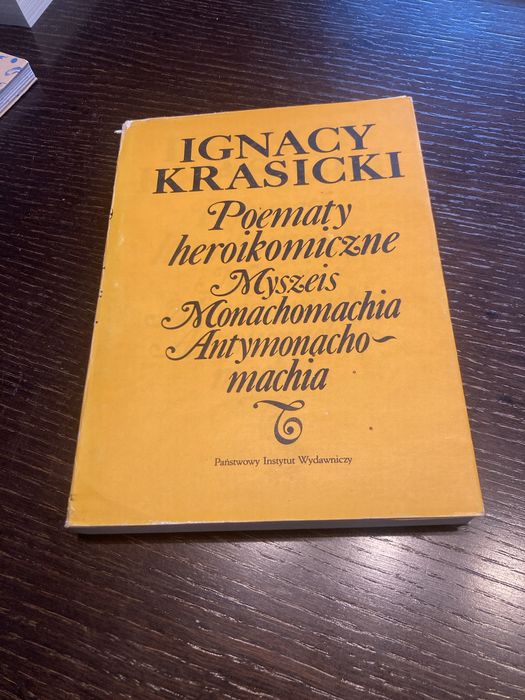 IGNACY
KRASICKI
Poematy
heroikomiczne
Myszeis
Monachomachia
Antymonacho-
machia
Państwowy Instytut Wydawniczy